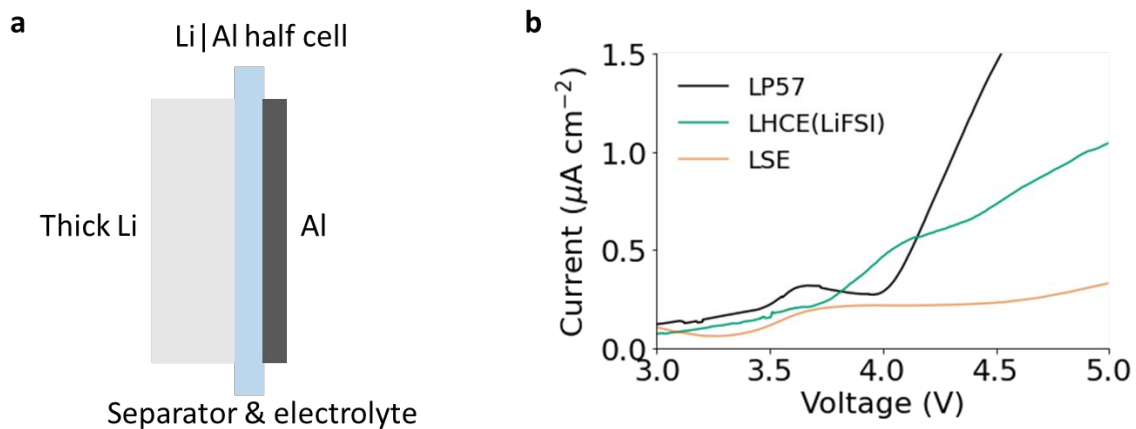 a
Li|Al half cell
Thick Li
Al
Separator & electrolyte
b
Current (μA cm⁻²)
1.5
1.0
0.5
0.0
LP57
LHCE(LiFSI)
LSE
3.0 3.5 4.0 4.5 5.0
Voltage (V)